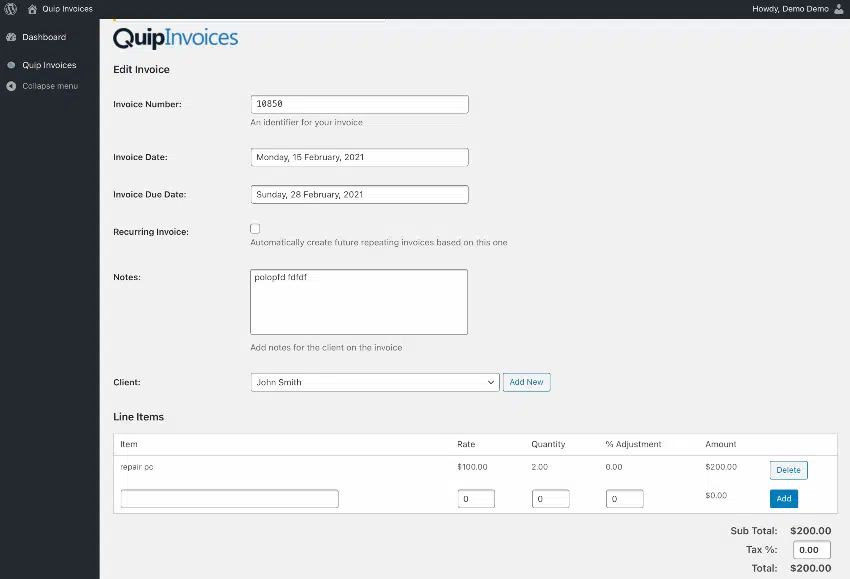 Quip Invoices
Howdy, Demo Demo
Dashboard
Quip Invoices
Collapse menu
QuipInvoices
Edit Invoice
Invoice Number:
10850
An identifier for your invoice
Invoice Date:
Monday, 15 February, 2021
Invoice Due Date:
Sunday, 28 February, 2021
Recurring Invoice:
Automatically create future repeating invoices based on this one
Notes:
polopfd fdfdf
Add notes for the client on the invoice
Client:
John Smith
Add New
Line Items
Item Rate Quantity % Adjustment Amount
repair pc $100.00 2.00 0.00 $200.00 Delete
0 0 0 $0.00 Add
Sub Total: $200.00
Tax %: 0.00
Total: $200.00